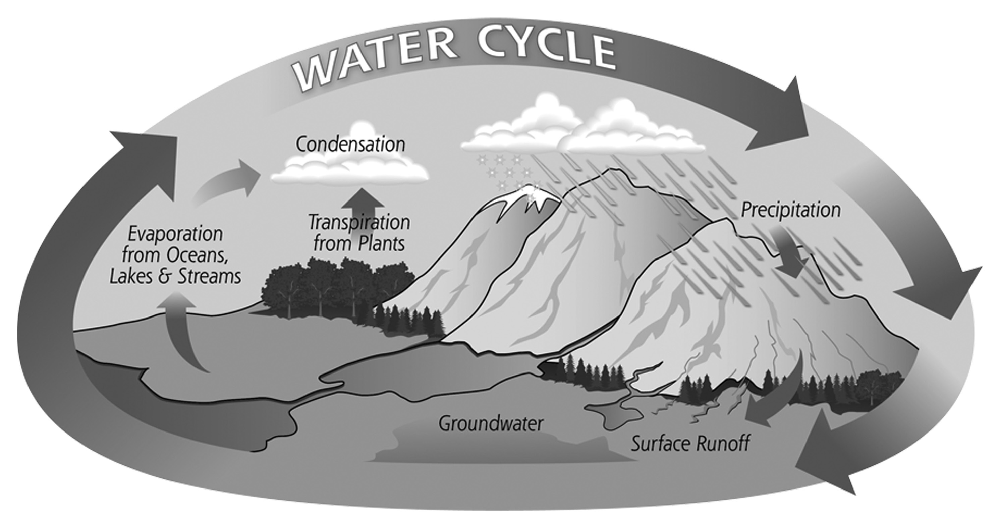 WATER CYCLE
Condensation
Precipitation
Transpiration
from Plants
Evaporation
from Oceans,
Lakes & Streams
Groundwater
Surface Runoff